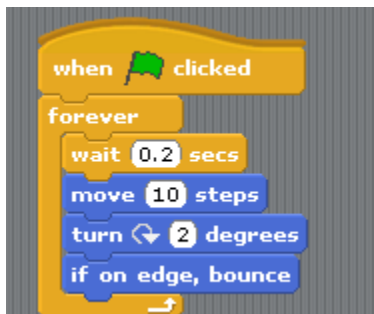 when clicked
forever
wait 0.2 secs
move 10 steps
turn 2 degrees
if on edge, bounce